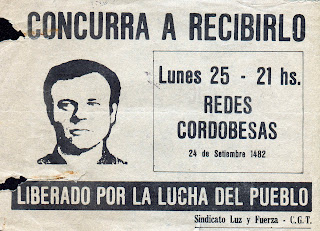 CONCURRA A RECIBIRLO
Lunes 25 - 21 hs.
REDES
CORDOBESAS
24 de Setiembre 1482
LIBERADO POR LA LUCHA DEL PUEBLO
Sindicato Luz y Fuerza - C.G.T.